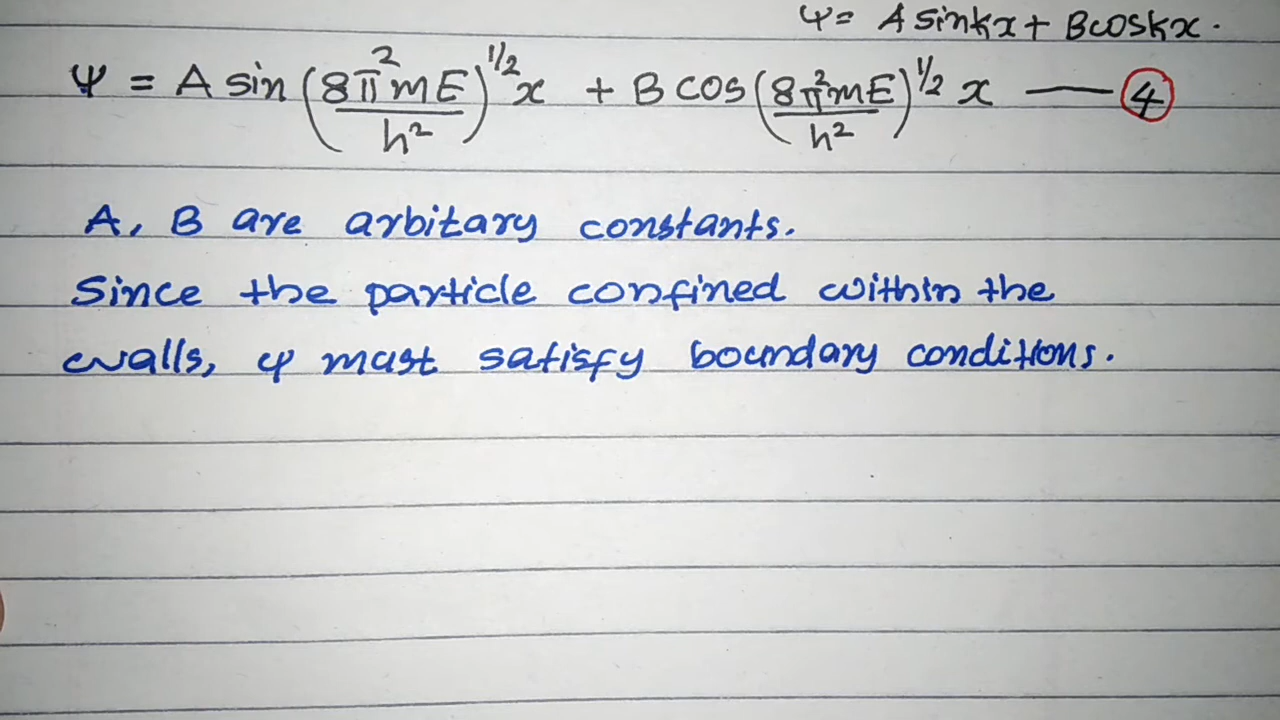 ψ = A sinkx + B coskx.
ψ = A sin (8π²mE/h²)^1/2 x + B cos (8π²mE/h²)^1/2 x —— ④
A, B are arbitary constants.
Since the particle confined within the
walls, ψ must satisfy boundary conditions.